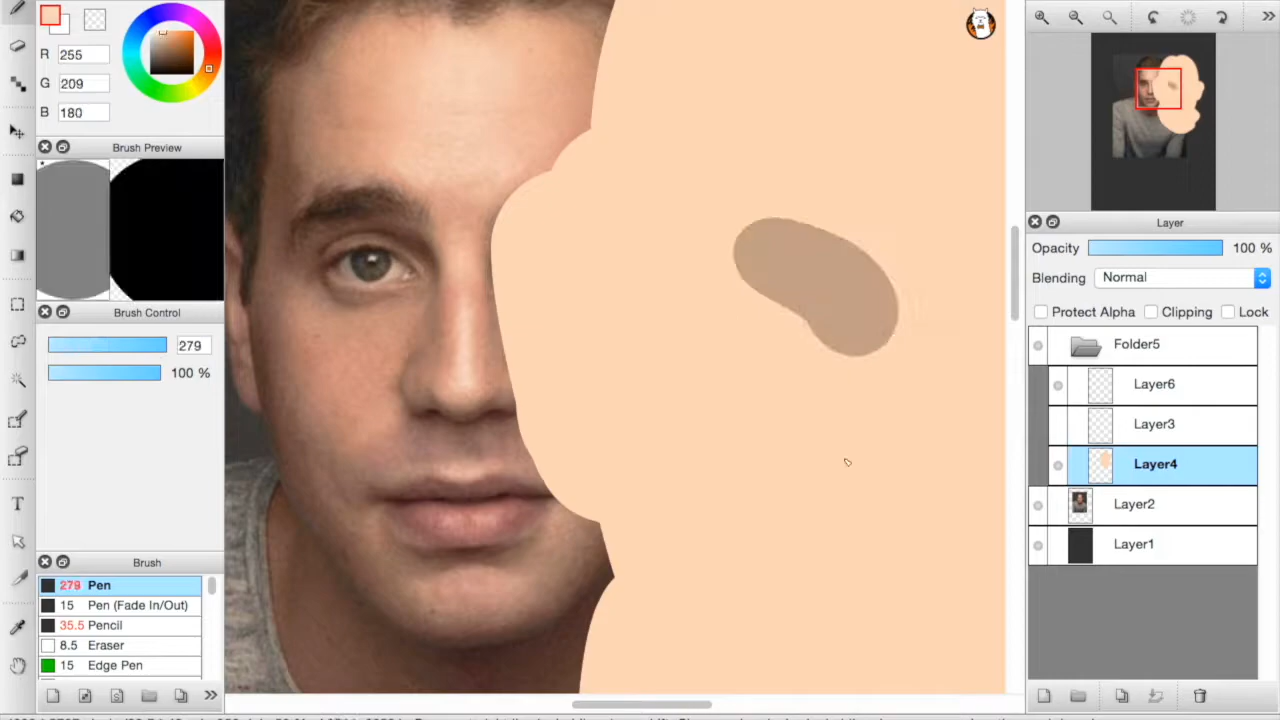 R 255
G 209
B 180
Brush Preview
Brush Control
279
100 %
Brush
279 Pen
15 Pen (Fade In/Out)
35.5 Pencil
8.5 Eraser
15 Edge Pen
Layer
Opacity 100 %
Blending Normal
Protect Alpha Clipping Lock
Folder5
Layer6
Layer3
Layer4
Layer2
Layer1